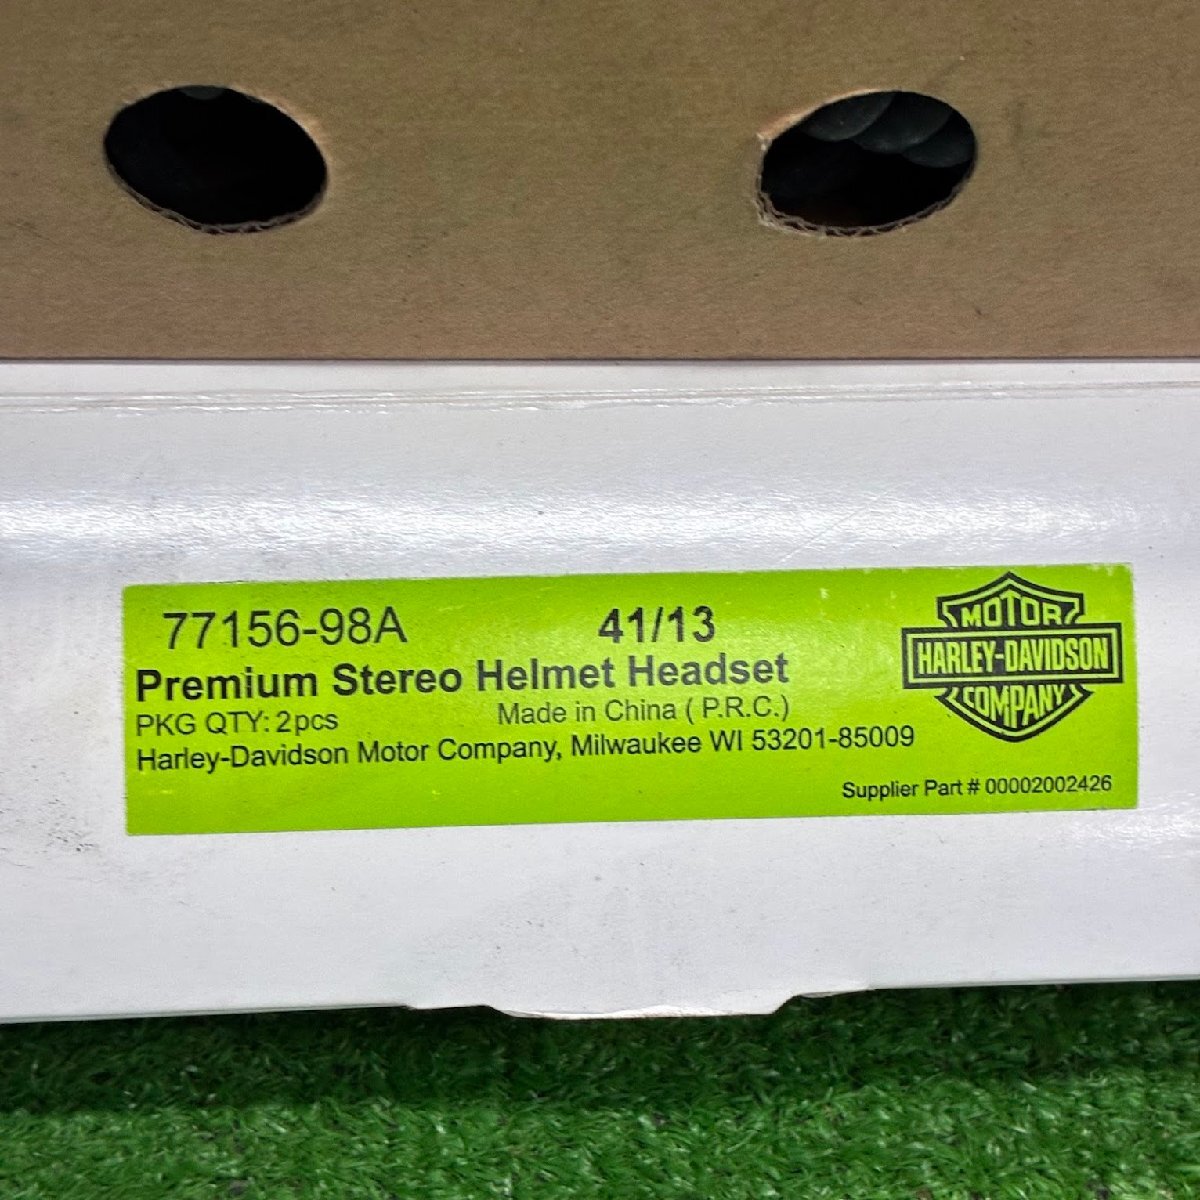 77156-98A 41/13
Premium Stereo Helmet Headset
PKG QTY: 2pcs Made in China ( P.R.C.)
Harley-Davidson Motor Company, Milwaukee WI 53201-85009
Supplier Part # 00002002426
MOTOR
HARLEY-DAVIDSON
COMPANY